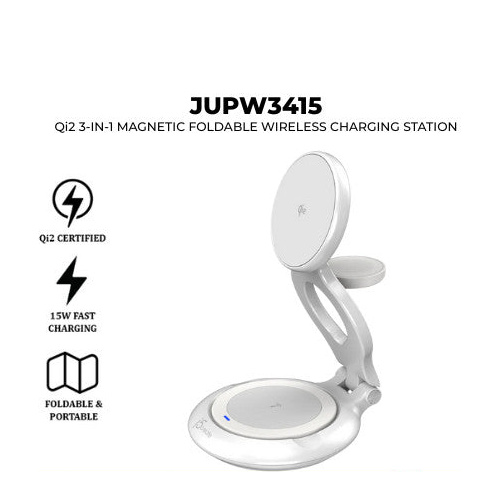 JUPW3415
Qi2 3-IN-1 MAGNETIC FOLDABLE WIRELESS CHARGING STATION
Qi2 CERTIFIED
15W FAST
CHARGING
FOLDABLE &
PORTABLE